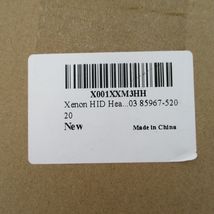 X001XXM3HH
Xenon HID Hea...03 85967-520
20
New
Made in China